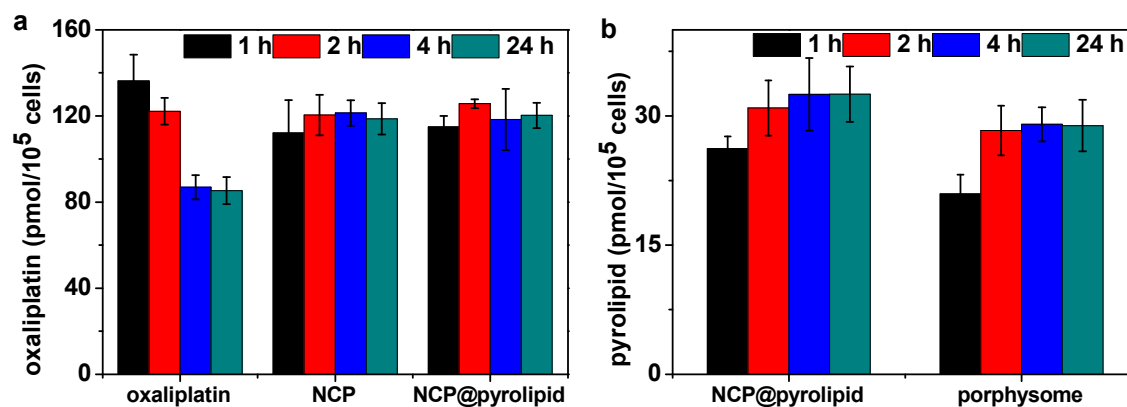 a
160
120
80
40
0
oxaliplatin (pmol/10⁵ cells)
1 h 2 h 4 h 24 h
oxaliplatin NCP NCP@pyrolipid
b
30
15
0
pyrolipid (pmol/10⁵ cells)
1 h 2 h 4 h 24 h
NCP@pyrolipid porphysome